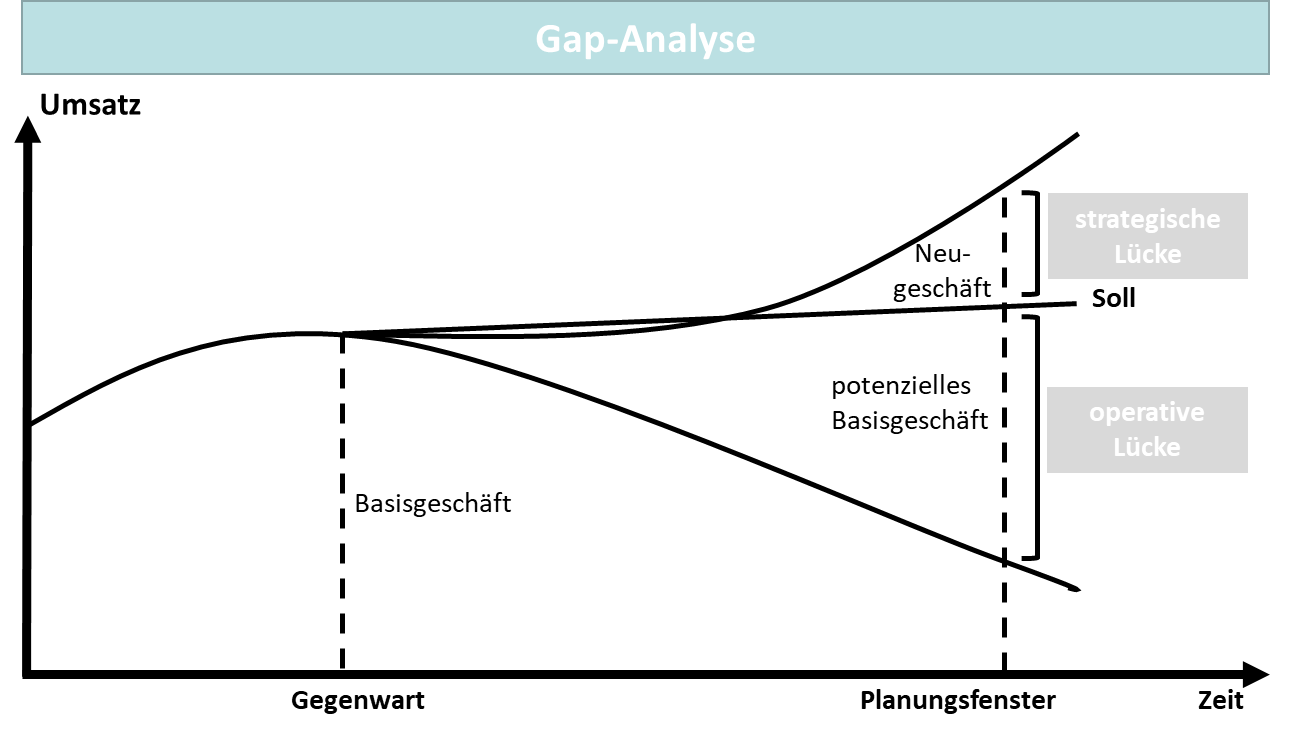 Gap-Analyse
Umsatz
strategische
Lücke
Neu-
geschäft
Soll
potenzielles
Basisgeschäft
operative
Lücke
Basisgeschäft
Gegenwart
Planungsfenster
Zeit